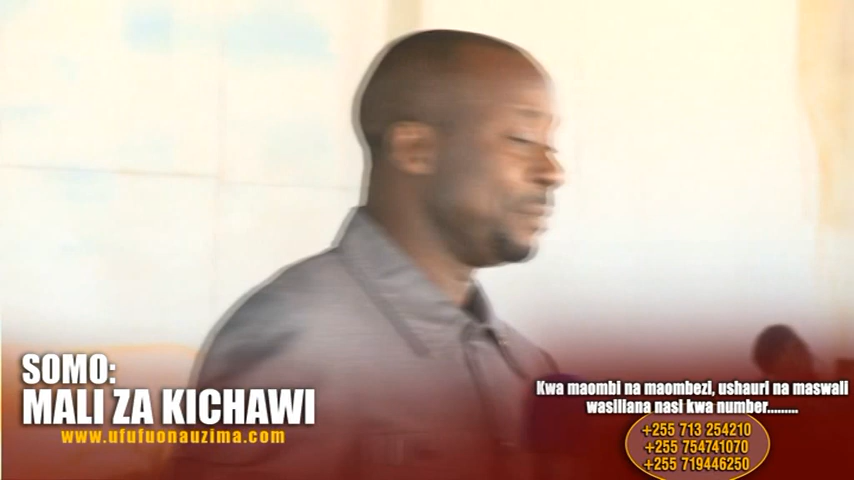 SOMO:
MALI ZA KICHAWI
www.ufufuonauzima.com
Kwa maombi na maombezi, ushauri na maswali
wasiliana nasi kwa number.........
+255 713 254210
+255 754741070
+255 719446250